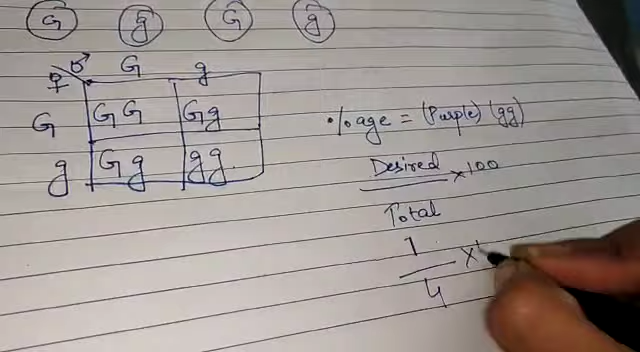 G g G g
♀ ♂ G g
G GG Gg
g Gg gg
%age = (Purple) (gg)
Desired × 100
Total
1 ×
4